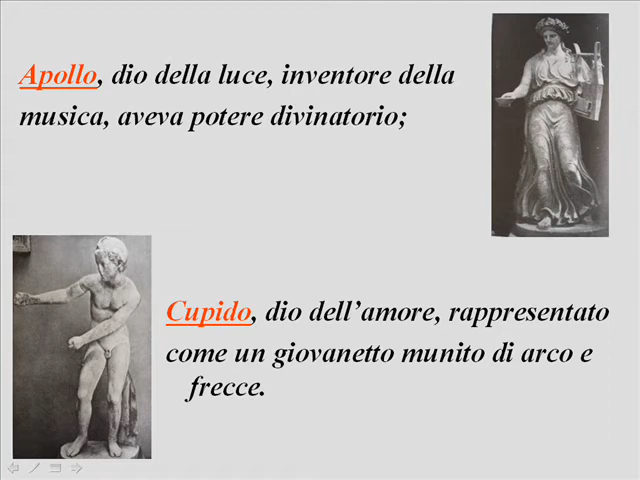 Apollo, dio della luce, inventore della
musica, aveva potere divinatorio;
Cupido, dio dell’amore, rappresentato
come un giovanetto munito di arco e
frecce.